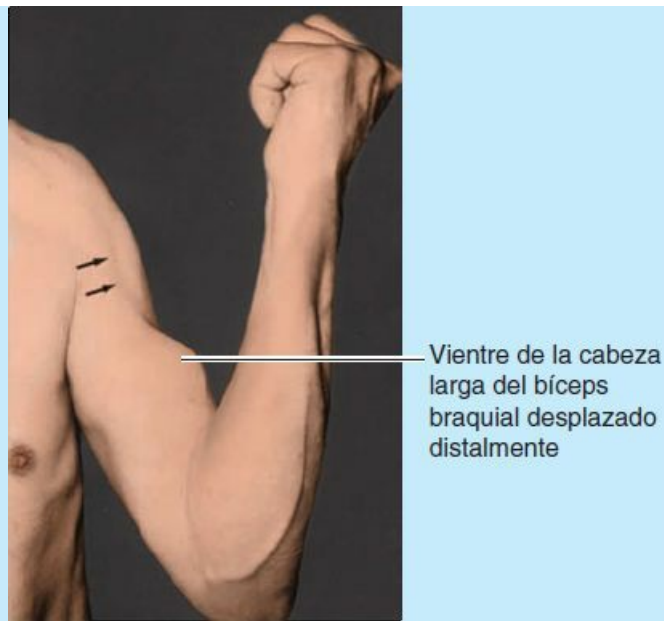 Vientre de la cabeza
larga del bíceps
braquial desplazado
distalmente